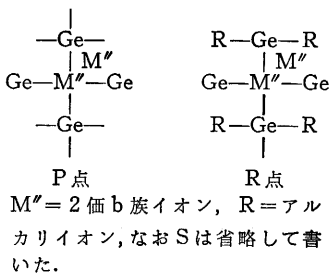 —Ge— R—Ge—R
M″ M″
Ge—M″—Ge Ge—M″—Ge
—Ge— R—Ge—R
P点 R点
M″=2価b族イオン, R=アル
カリイオン,なおSは省略して書
いた.